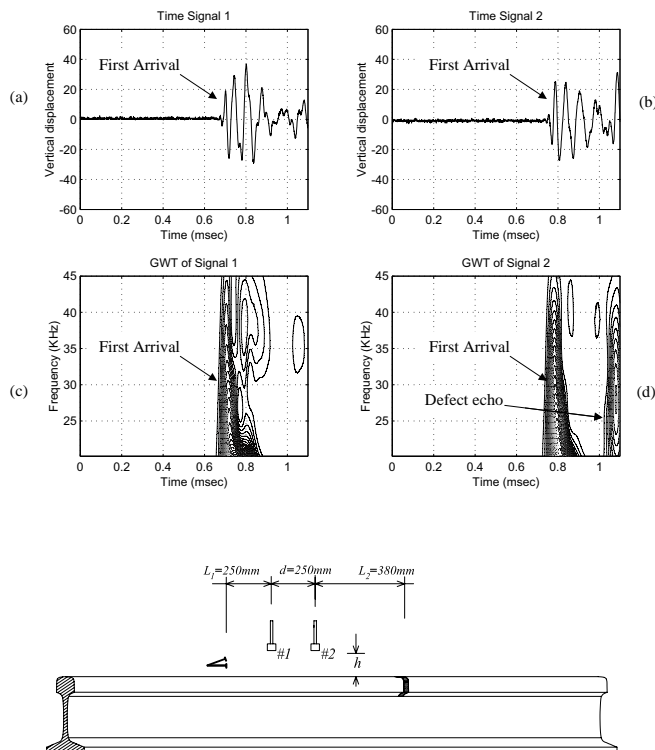 Time Signal 1
Time Signal 2
(a)
Vertical displacement
60
40
20
0
-20
-40
-60
First Arrival
0 0.2 0.4 0.6 0.8 1
Time (msec)
Vertical displacement
60
40
20
0
-20
-40
-60
First Arrival
0 0.2 0.4 0.6 0.8 1
Time (msec)
(b)
GWT of Signal 1
GWT of Signal 2
(c)
Frequency (KHz)
45
40
35
30
25
First Arrival
0 0.2 0.4 0.6 0.8 1
Time (msec)
Frequency (KHz)
45
40
35
30
25
First Arrival
Defect echo
0 0.2 0.4 0.6 0.8 1
Time (msec)
(d)
L1=250mm d=250mm L2=380mm
#1 #2 h